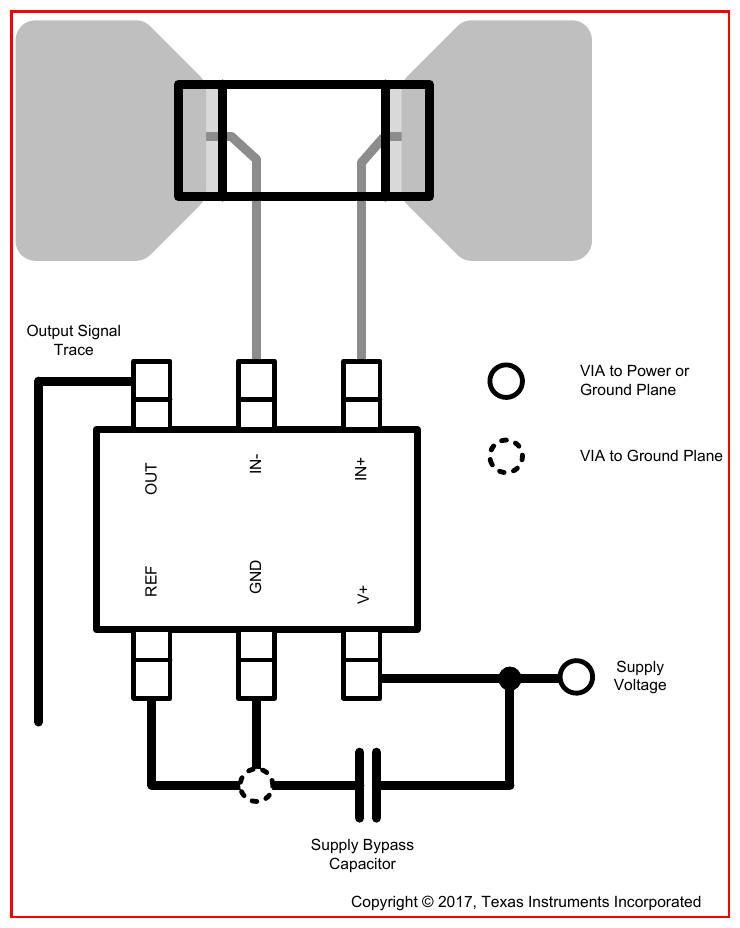 Output Signal
Trace
VIA to Power or
Ground Plane
VIA to Ground Plane
OUT
IN-
IN+
REF
GND
V+
Supply
Voltage
Supply Bypass
Capacitor
Copyright © 2017, Texas Instruments Incorporated